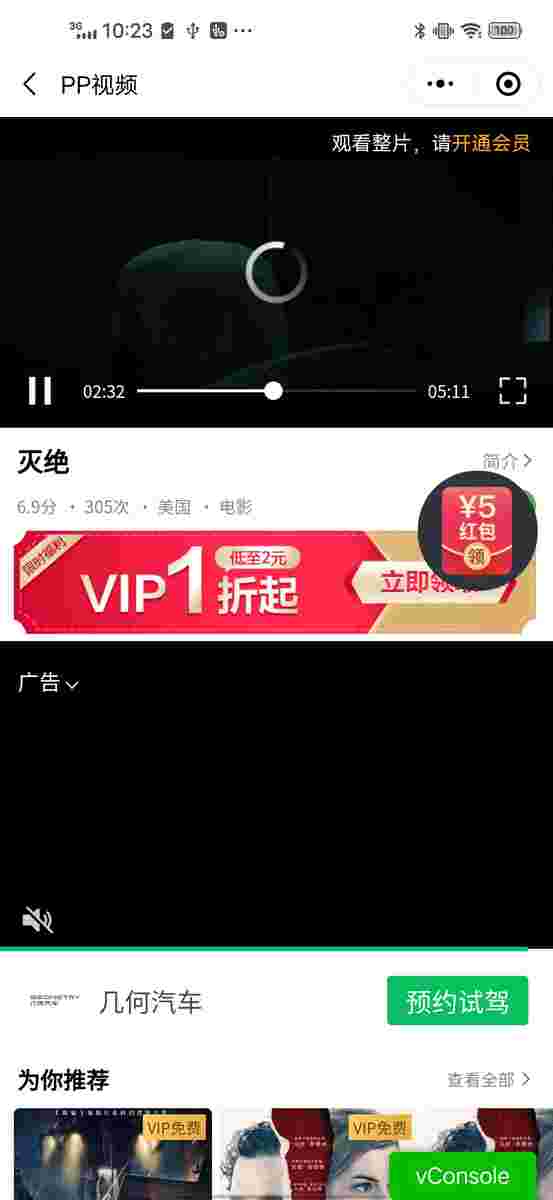 3G 10:23 100
PP视频
观看整片，请开通会员
02:32 05:11
灭绝 简介
6.9分 · 305次 · 美国 · 电影
¥5
红包
领
限时福利
低至2元
VIP1折起
立即领
广告
GEOMETRY
几何汽车
几何汽车 预约试驾
为你推荐 查看全部
VIP免费 VIP免费
vConsole